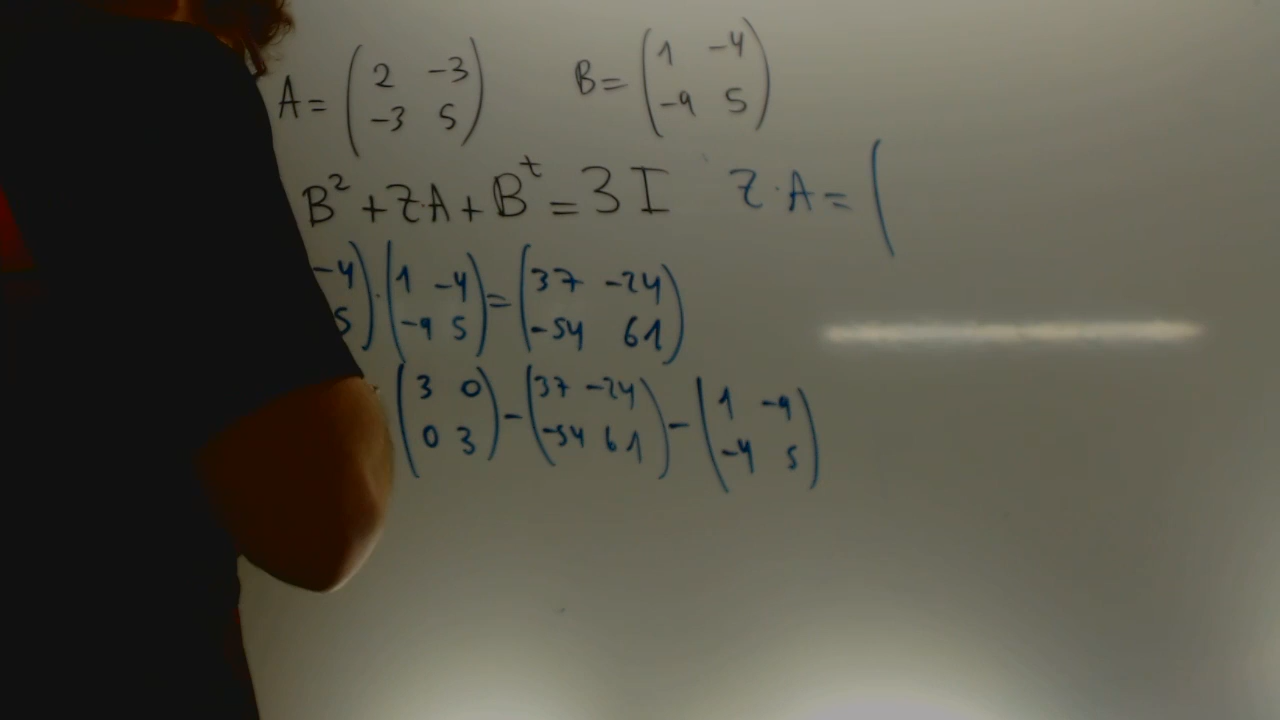 A = ( 2 -3 ) B = ( 1 -4 )
-3 5 -9 5
B² + Z·A + Bᵗ = 3 I Z·A = (
-4 ) · ( 1 -4 ) = ( 37 -24 )
5 -9 5 -54 61
( 3 0 ) - ( 37 -24 ) - ( 1 -9 )
0 3 -54 61 -4 5